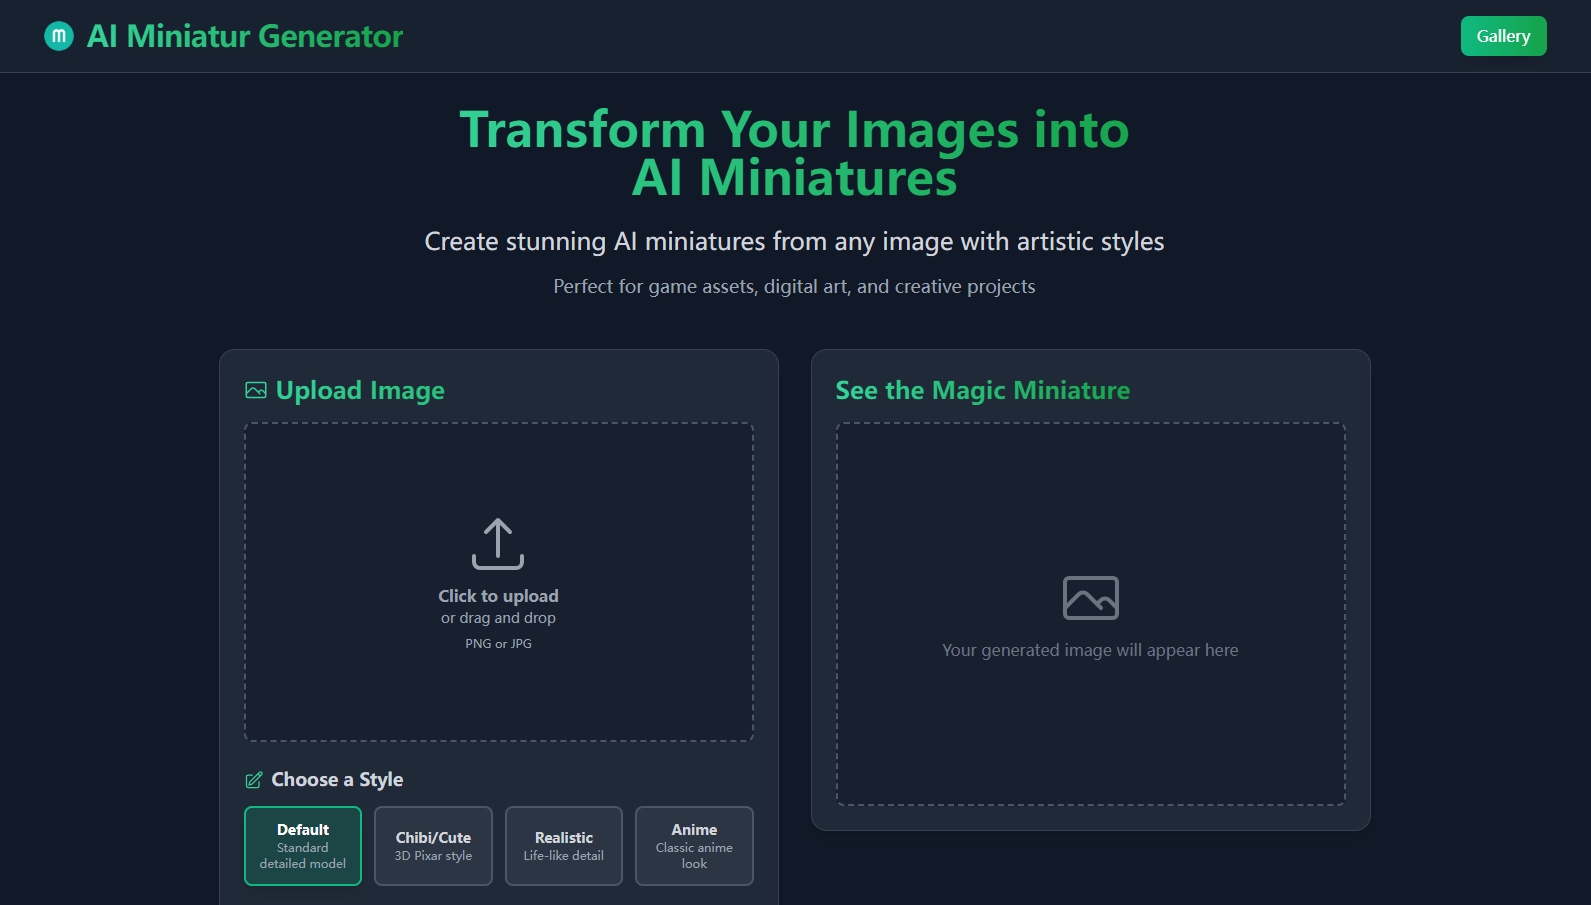 m AI Miniatur Generator
Gallery
Transform Your Images into
AI Miniatures
Create stunning AI miniatures from any image with artistic styles
Perfect for game assets, digital art, and creative projects
Upload Image
Click to upload
or drag and drop
PNG or JPG
Choose a Style
Default
Standard
detailed model
Chibi/Cute
3D Pixar style
Realistic
Life-like detail
Anime
Classic anime
look
See the Magic Miniature
Your generated image will appear here